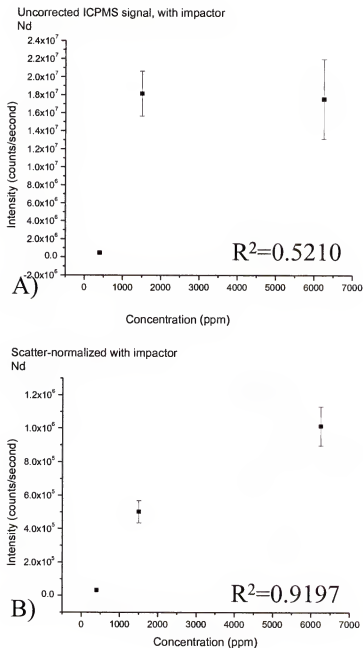 Uncorrected ICPMS signal, with impactor
Nd
2.4x10⁷
2.2x10⁷
2.0x10⁷
1.8x10⁷
1.6x10⁷
1.4x10⁷
1.2x10⁷
1.0x10⁷
8.0x10⁶
6.0x10⁶
4.0x10⁶
2.0x10⁶
0.0
-2.0x10⁶
Intensity (counts/second)
R²=0.5210
0 1000 2000 3000 4000 5000 6000 7000
A)
Concentration (ppm)
Scatter-normalized with impactor
Nd
1.2x10⁶
1.0x10⁶
8.0x10⁵
6.0x10⁵
4.0x10⁵
2.0x10⁵
0.0
Intensity (counts/second)
R²=0.9197
B)
0 1000 2000 3000 4000 5000 6000 7000
Concentration (ppm)